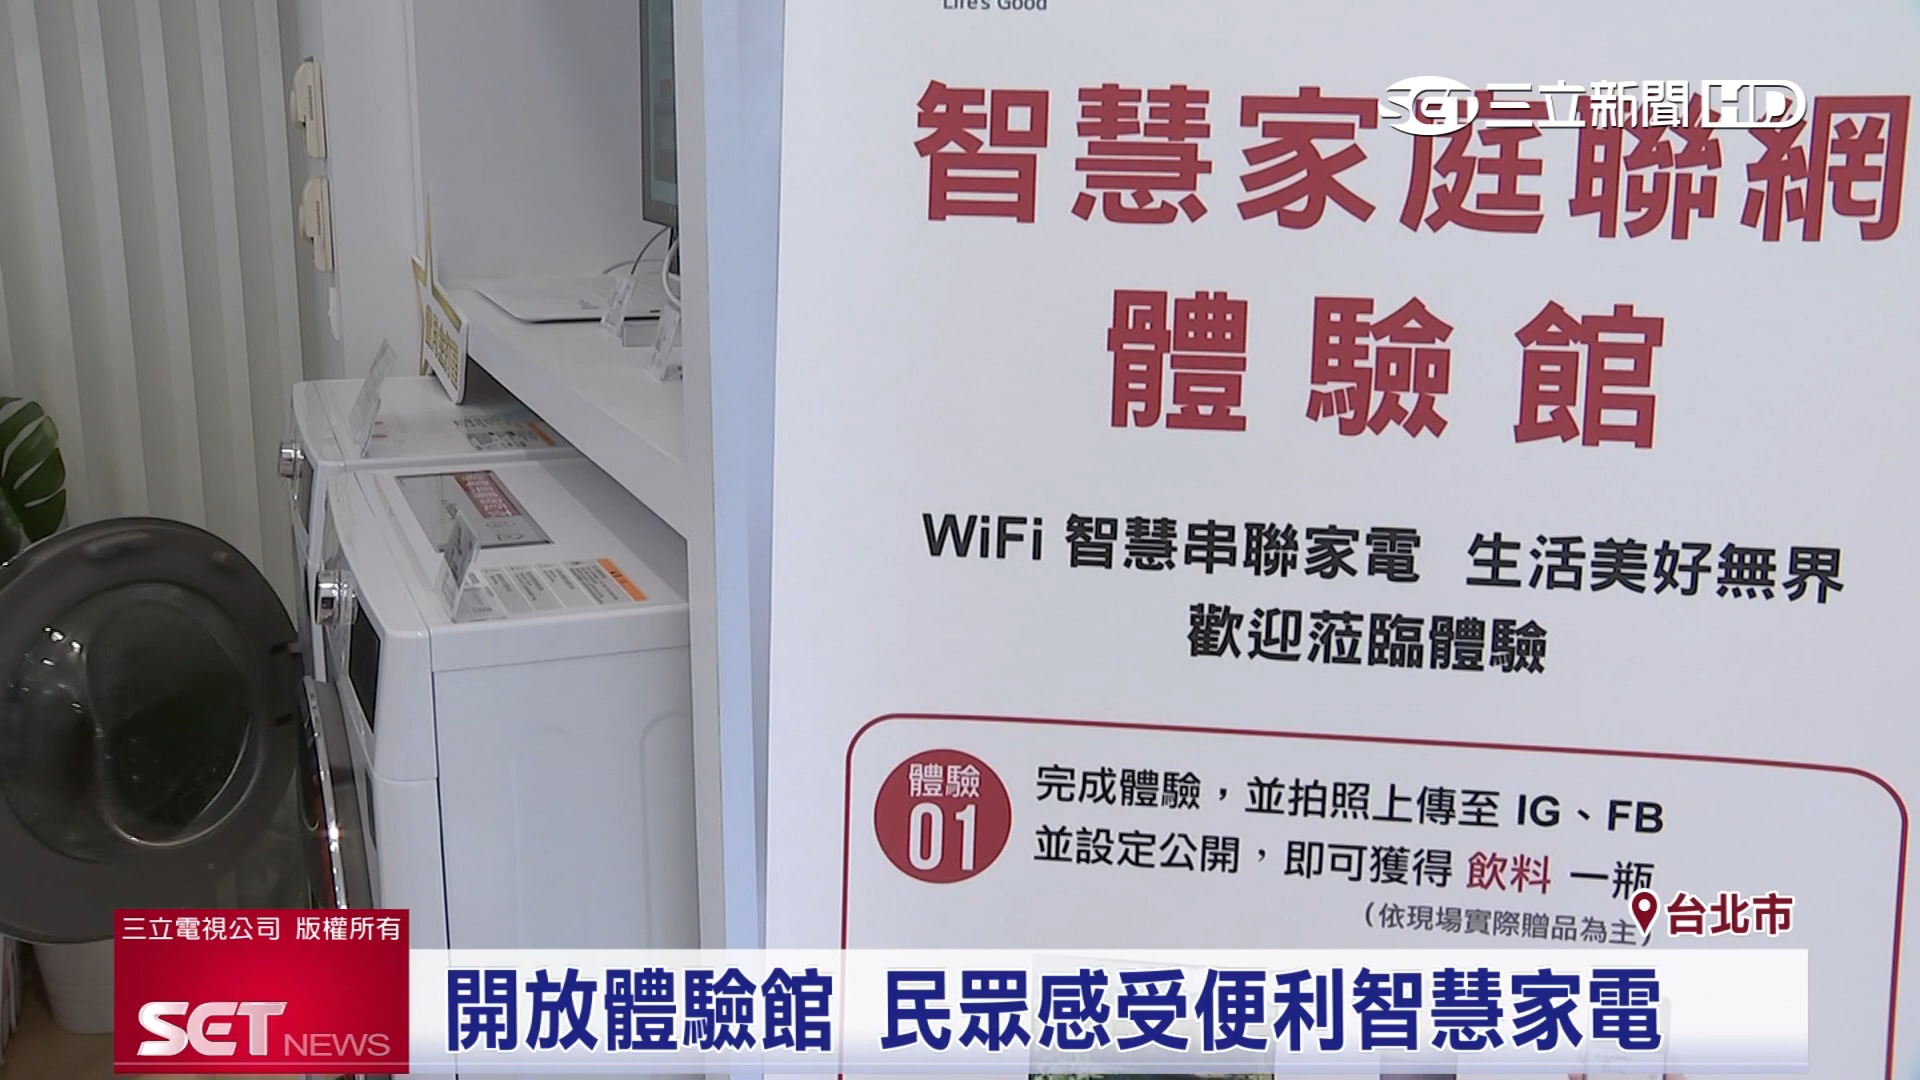 Life's Good
SET 三立新聞 HD
智慧家庭聯網
體驗館
WiFi 智慧串聯家電 生活美好無界
歡迎蒞臨體驗
體驗
01
完成體驗，並拍照上傳至 IG、FB
並設定公開，即可獲得 飲料 一瓶
(依現場實際贈品為主)
台北市
三立電視公司 版權所有
SET NEWS
開放體驗館 民眾感受便利智慧家電